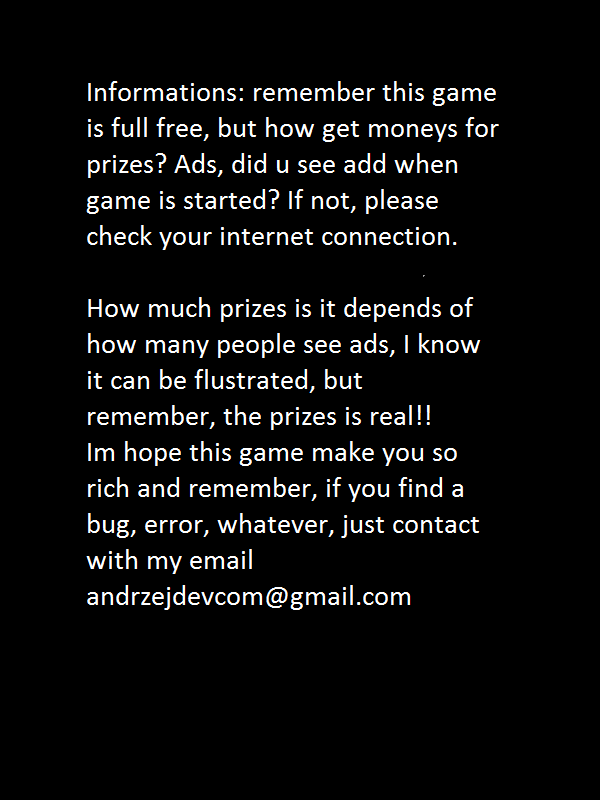 Informations: remember this game
is full free, but how get moneys for
prizes? Ads, did u see add when
game is started? If not, please
check your internet connection.
How much prizes is it depends of
how many people see ads, I know
it can be flustrated, but
remember, the prizes is real!!
Im hope this game make you so
rich and remember, if you find a
bug, error, whatever, just contact
with my email
andrzejdevcom@gmail.com